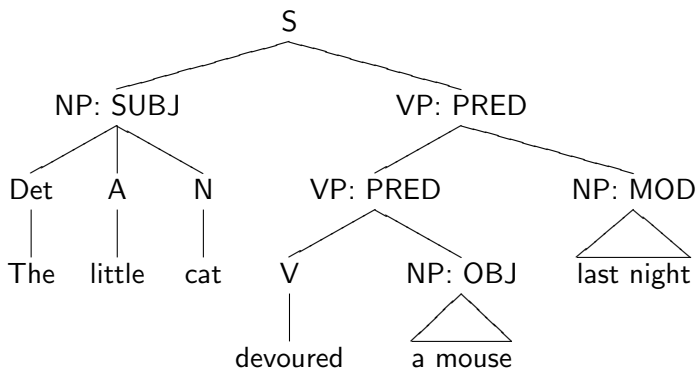 S
NP: SUBJ VP: PRED
Det A N VP: PRED NP: MOD
The little cat V NP: OBJ last night
devoured a mouse